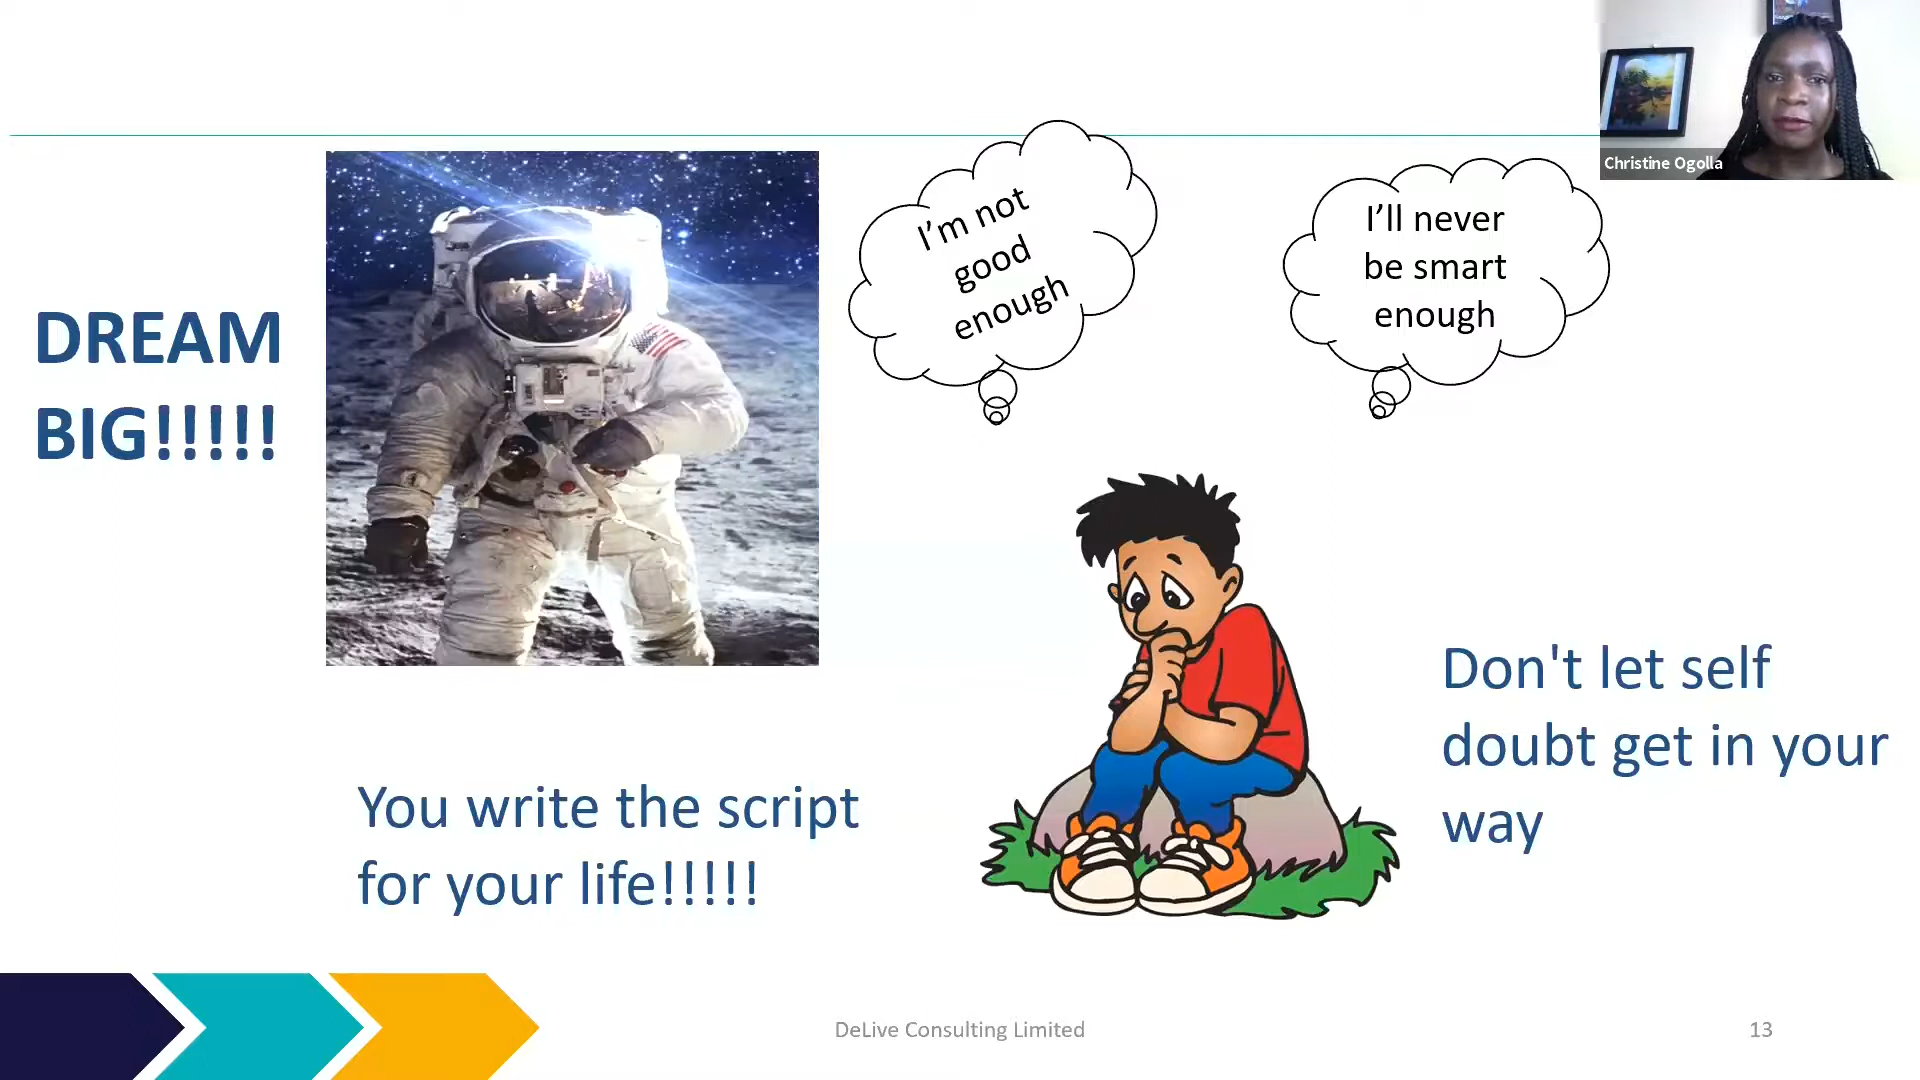 Christine Ogolla
DREAM
BIG!!!!!
I’m not
good
enough
I’ll never
be smart
enough
You write the script
for your life!!!!!
Don't let self
doubt get in your
way
DeLive Consulting Limited
13